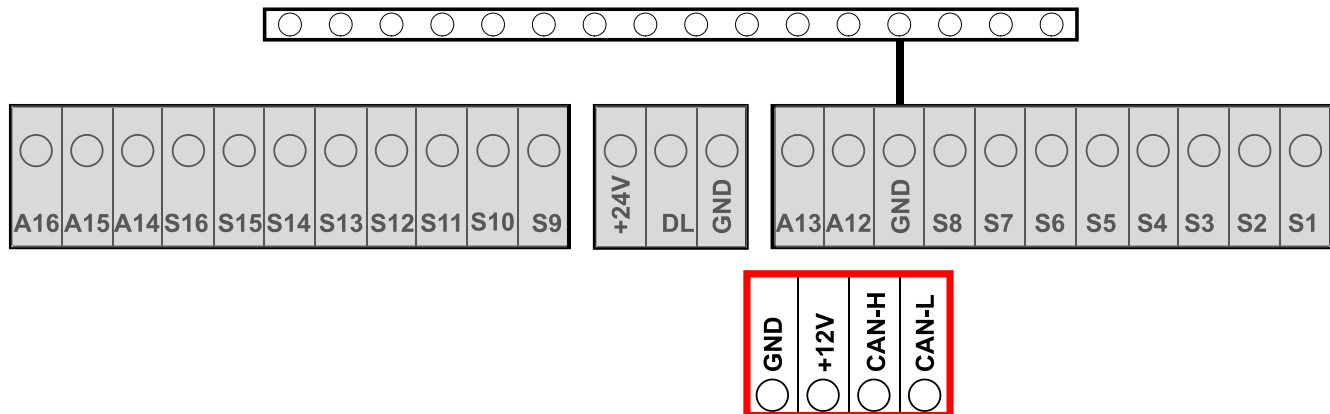 A16 A15 A14 S16 S15 S14 S13 S12 S11 S10 S9
+24V DL GND
A13 A12 GND S8 S7 S6 S5 S4 S3 S2 S1
GND +12V CAN-H CAN-L